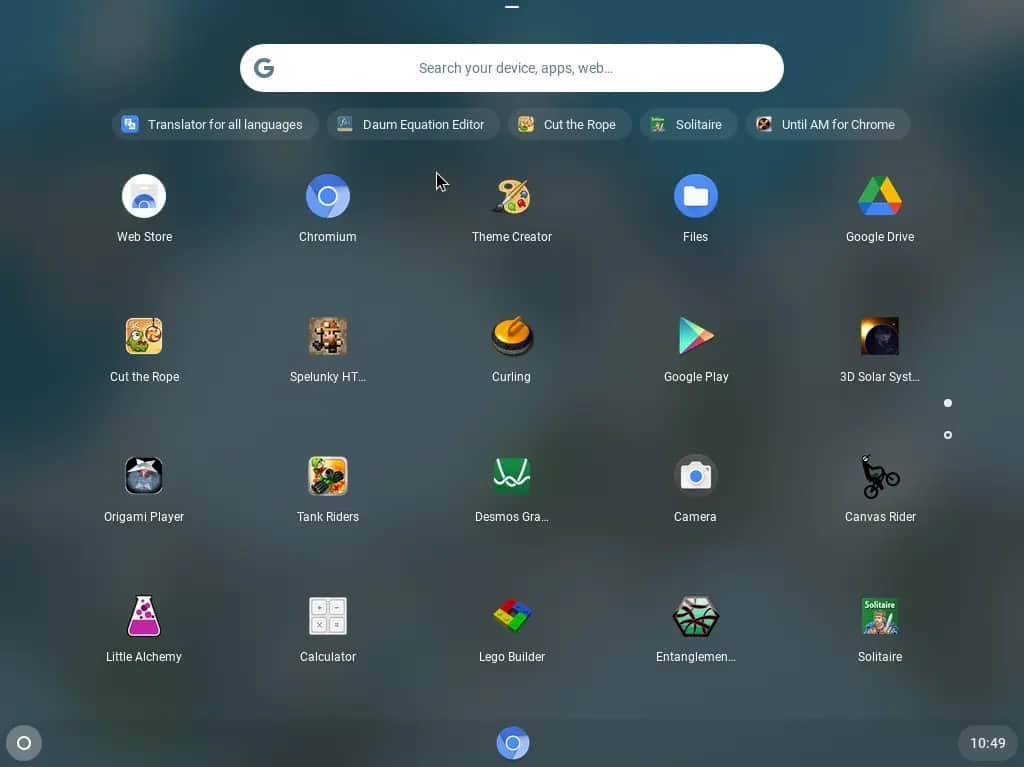 Search your device, apps, web...
Translator for all languages
Daum Equation Editor
Cut the Rope
Solitaire
Until AM for Chrome
Web Store
Chromium
Theme Creator
Files
Google Drive
Cut the Rope
Spelunky HT...
Curling
Google Play
3D Solar Syst...
Origami Player
Tank Riders
Desmos Gra...
Camera
Canvas Rider
Solitaire
Little Alchemy
Calculator
Lego Builder
Entanglemen...
Solitaire
10:49